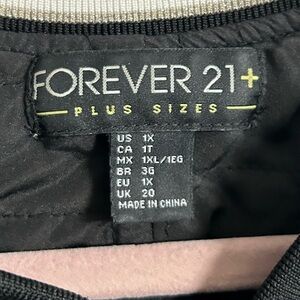 FOREVER 21+
PLUS SIZES
US 1X
CA 1T
MX 1XL/1EG
BR 36
EU 1X
UK 20
MADE IN CHINA